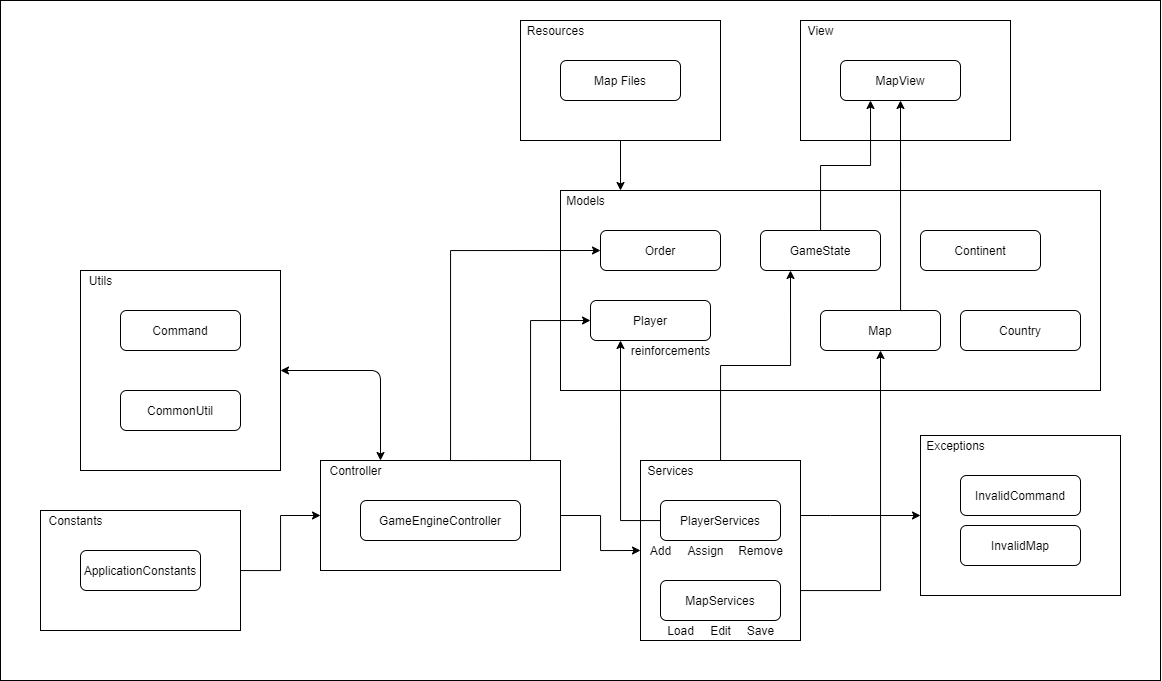 Resources
Map Files
View
MapView
Models
Order
GameState
Continent
Player
reinforcements
Map
Country
Utils
Command
CommonUtil
Controller
GameEngineController
Constants
ApplicationConstants
Services
PlayerServices
Add Assign Remove
MapServices
Load Edit Save
Exceptions
InvalidCommand
InvalidMap